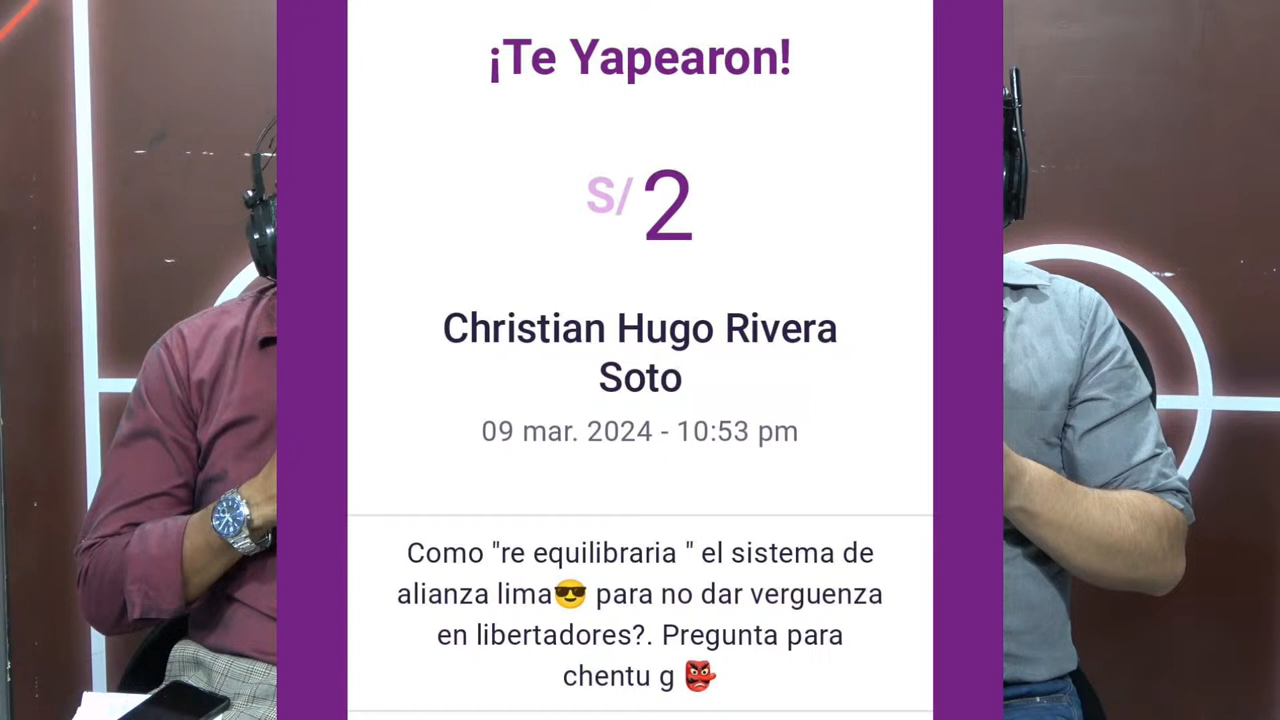 ¡Te Yapearon!
S/ 2
Christian Hugo Rivera
Soto
09 mar. 2024 - 10:53 pm
Como "re equilibraria " el sistema de
alianza lima😎 para no dar verguenza
en libertadores?. Pregunta para
chentu g 👺